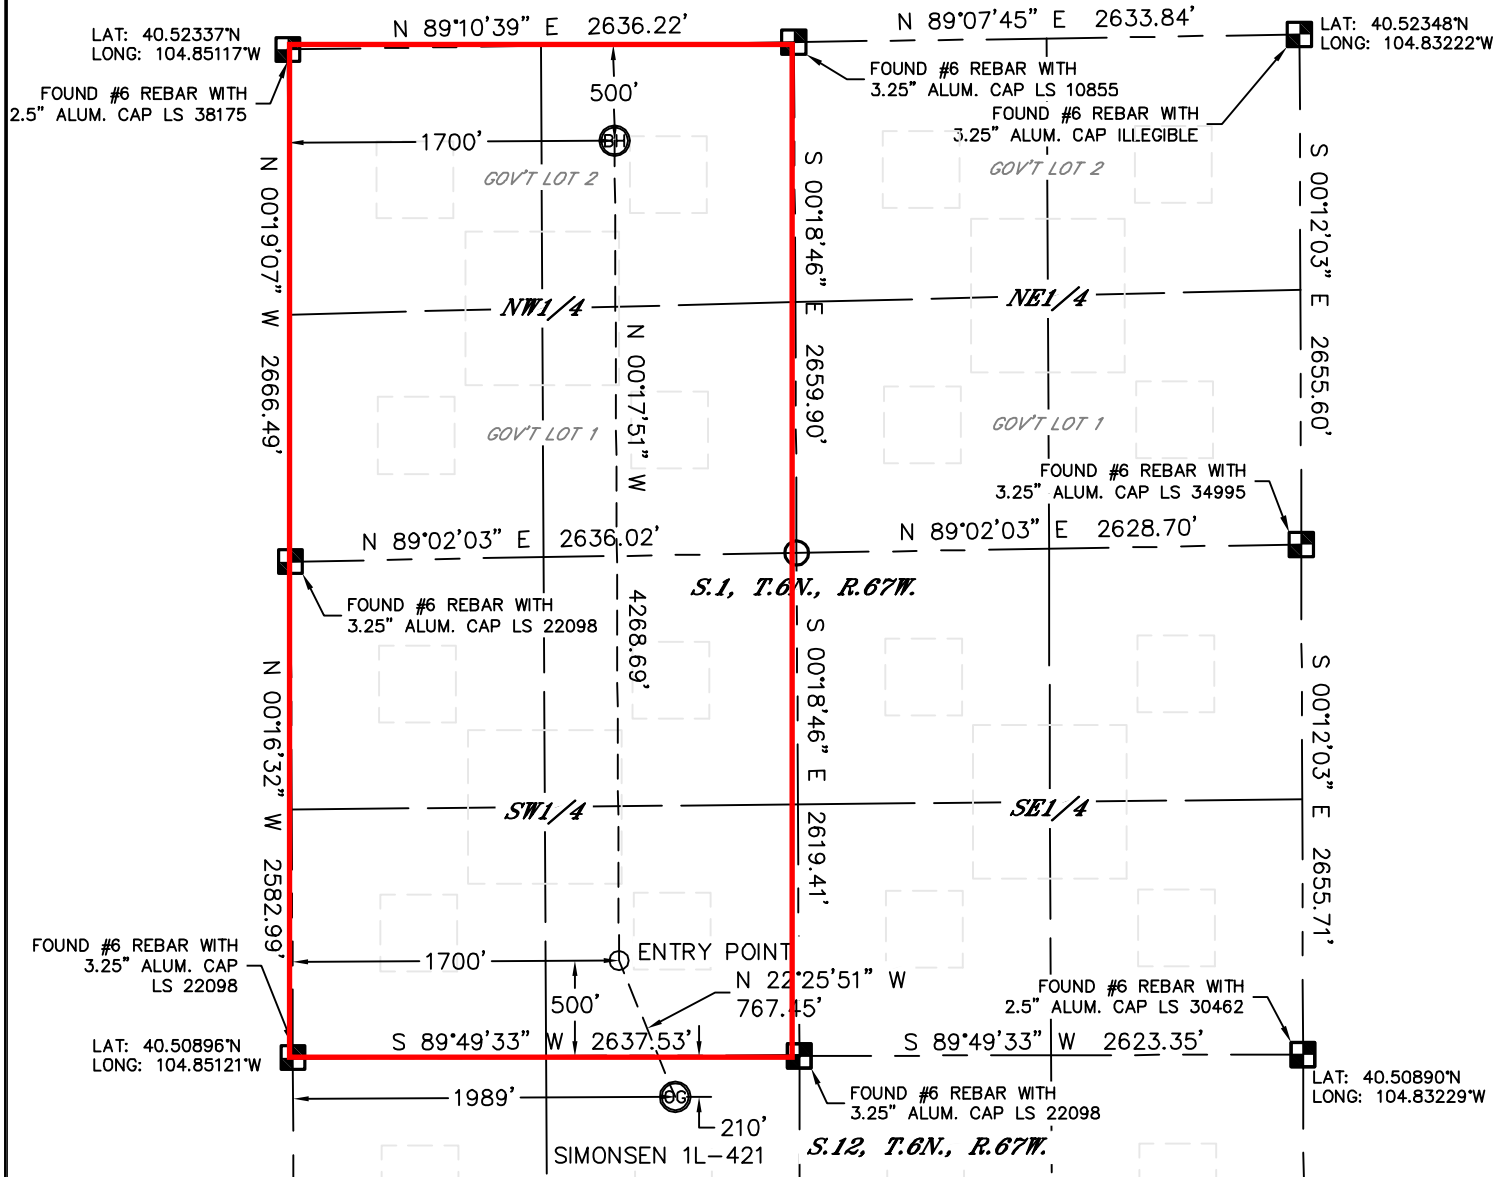 N 89°10'39" E 2636.22'
N 89°07'45" E 2633.84'
LAT: 40.52337°N
LONG: 104.85117°W
LAT: 40.52348°N
LONG: 104.83222°W
FOUND #6 REBAR WITH
2.5" ALUM. CAP LS 38175
500'
FOUND #6 REBAR WITH
3.25" ALUM. CAP LS 10855
FOUND #6 REBAR WITH
3.25" ALUM. CAP ILLEGIBLE
1700'
BH
GOV'T LOT 2
GOV'T LOT 2
N 00°19'07" W 2666.49'
S 00°18'46" E 2659.90'
S 00°12'03" E 2655.60'
NW1/4
NE1/4
N 00°17'51" W 4268.69'
GOV'T LOT 1
GOV'T LOT 1
FOUND #6 REBAR WITH
3.25" ALUM. CAP LS 34995
N 89°02'03" E 2636.02'
N 89°02'03" E 2628.70'
S.1, T.6N., R.67W.
FOUND #6 REBAR WITH
3.25" ALUM. CAP LS 22098
N 00°16'32" W 2582.99'
S 00°18'46" E 2619.41'
S 00°12'03" E 2655.71'
SW1/4
SE1/4
FOUND #6 REBAR WITH
3.25" ALUM. CAP
LS 22098
1700'
ENTRY POINT
N 22°25'51" W
767.45'
500'
FOUND #6 REBAR WITH
2.5" ALUM. CAP LS 30462
S 89°49'33" W 2637.53'
S 89°49'33" W 2623.35'
LAT: 40.50896°N
LONG: 104.85121°W
LAT: 40.50890°N
LONG: 104.83229°W
1989'
OG
FOUND #6 REBAR WITH
3.25" ALUM. CAP LS 22098
210'
SIMONSEN 1L-421
S.12, T.6N., R.67W.